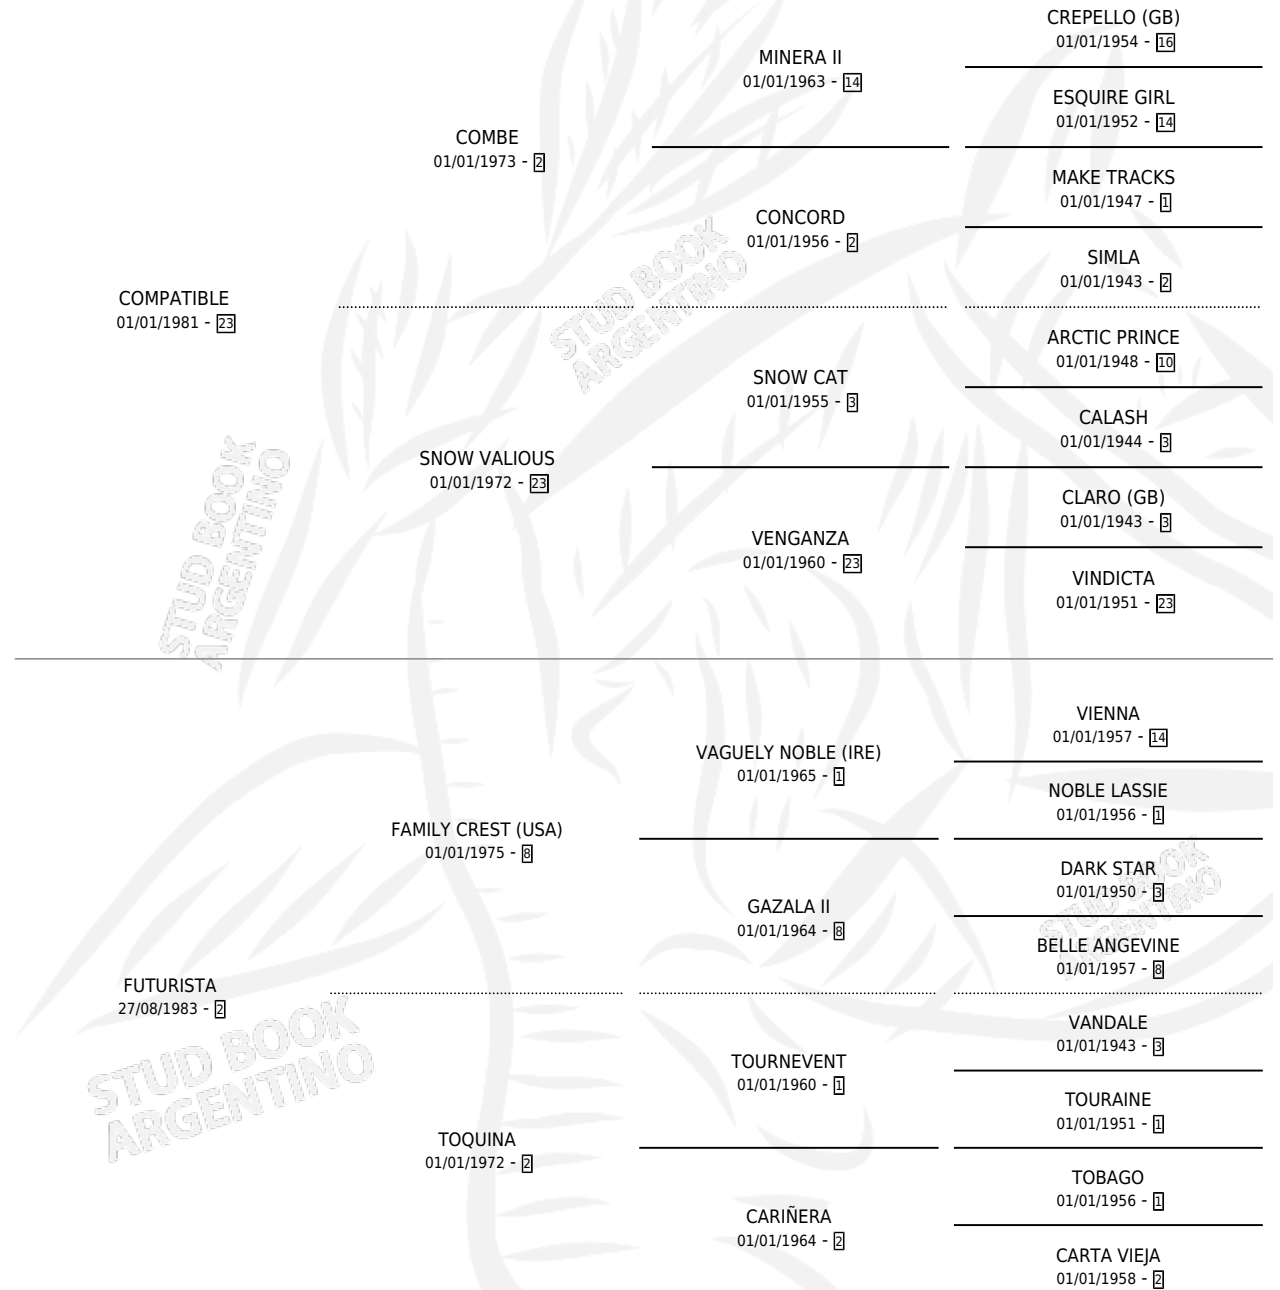 CREPELLO (GB)
01/01/1954 - 16
MINERA II
01/01/1963 - 14
ESQUIRE GIRL
01/01/1952 - 14
COMBE
01/01/1973 - 2
MAKE TRACKS
01/01/1947 - 1
CONCORD
01/01/1956 - 2
SIMLA
01/01/1943 - 2
COMPATIBLE
01/01/1981 - 23
ARCTIC PRINCE
01/01/1948 - 10
SNOW CAT
01/01/1955 - 3
CALASH
01/01/1944 - 3
SNOW VALIOUS
01/01/1972 - 23
CLARO (GB)
01/01/1943 - 3
VENGANZA
01/01/1960 - 23
VINDICTA
01/01/1951 - 23
STUD BOOK
ARGENTINO
STUD BOOK
ARGENTINO
VIENNA
01/01/1957 - 14
VAGUELY NOBLE (IRE)
01/01/1965 - 1
NOBLE LASSIE
01/01/1956 - 1
FAMILY CREST (USA)
01/01/1975 - 8
DARK STAR
01/01/1950 - 3
GAZALA II
01/01/1964 - 8
BELLE ANGEVINE
01/01/1957 - 8
STUD BOOK
ARGENTINO
FUTURISTA
27/08/1983 - 2
VANDALE
01/01/1943 - 3
TOURNEVENT
01/01/1960 - 1
TOURAINE
01/01/1951 - 1
STUD BOOK
ARGENTINO
TOQUINA
01/01/1972 - 2
TOBAGO
01/01/1956 - 1
CARIÑERA
01/01/1964 - 2
CARTA VIEJA
01/01/1958 - 2